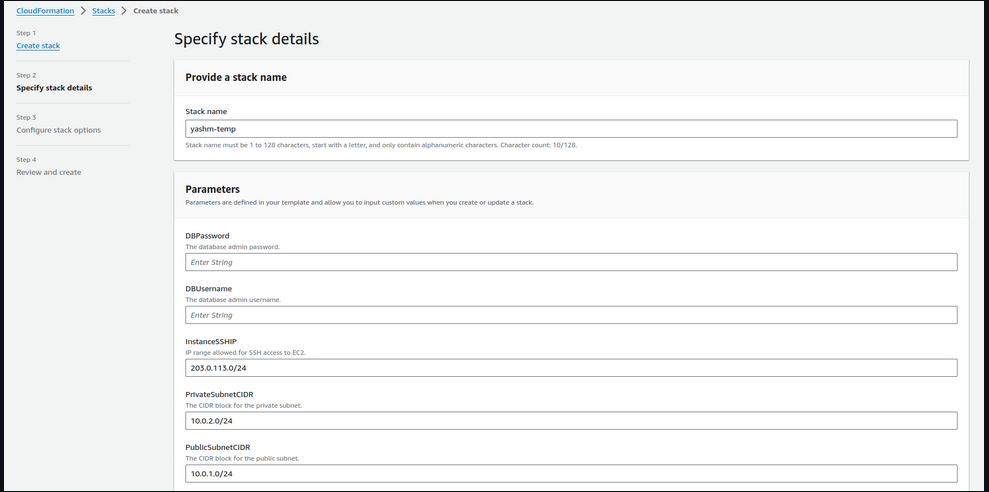 CloudFormation > Stacks > Create stack
Step 1
Create stack
Step 2
Specify stack details
Step 3
Configure stack options
Step 4
Review and create
Specify stack details
Provide a stack name
Stack name
yashm-temp
Stack name must be 1 to 128 characters, start with a letter, and only contain alphanumeric characters. Character count: 10/128.
Parameters
Parameters are defined in your template and allow you to input custom values when you create or update a stack.
DBPassword
The database admin password.
Enter String
DBUsername
The database admin username.
Enter String
InstanceSSHIP
IP range allowed for SSH access to EC2.
203.0.113.0/24
PrivateSubnetCIDR
The CIDR block for the private subnet.
10.0.2.0/24
PublicSubnetCIDR
The CIDR block for the public subnet.
10.0.1.0/24